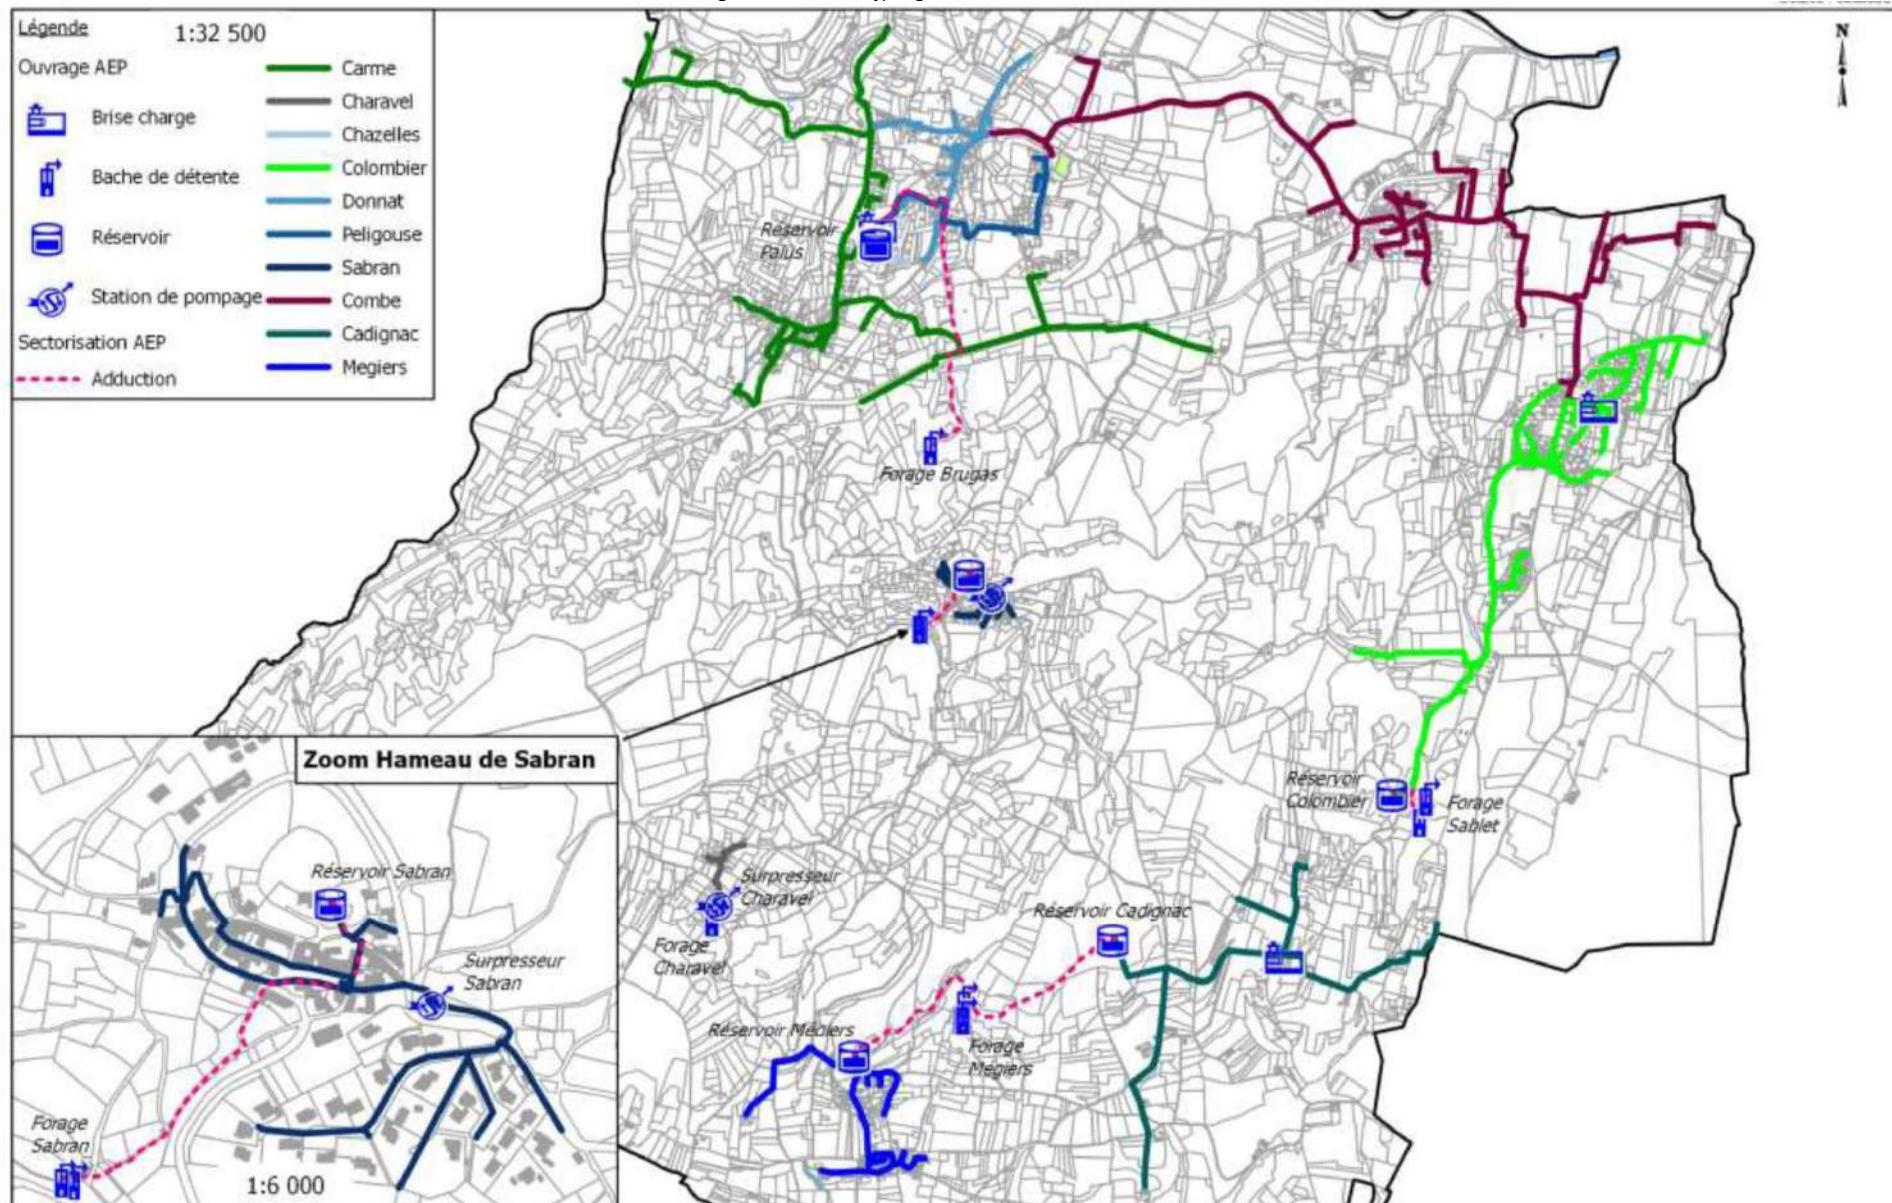 Légende
1:32 500
Ouvrage AEP
Brise charge
Bache de détente
Réservoir
Station de pompage
Sectorisation AEP
Adduction
Carme
Charavel
Chazelles
Colombier
Donnat
Peligouse
Sabran
Combe
Cadignac
Megiers
N
Réservoir
Palus
Forage Brugas
Réservoir
Colombier
Forage
Sablet
Surpresseur
Charavel
Forage
Charavel
Réservoir Cadignac
Réservoir Mégiers
Forage
Megiers
Zoom Hameau de Sabran
Réservoir Sabran
Surpresseur
Sabran
Forage
Sabran
1:6 000